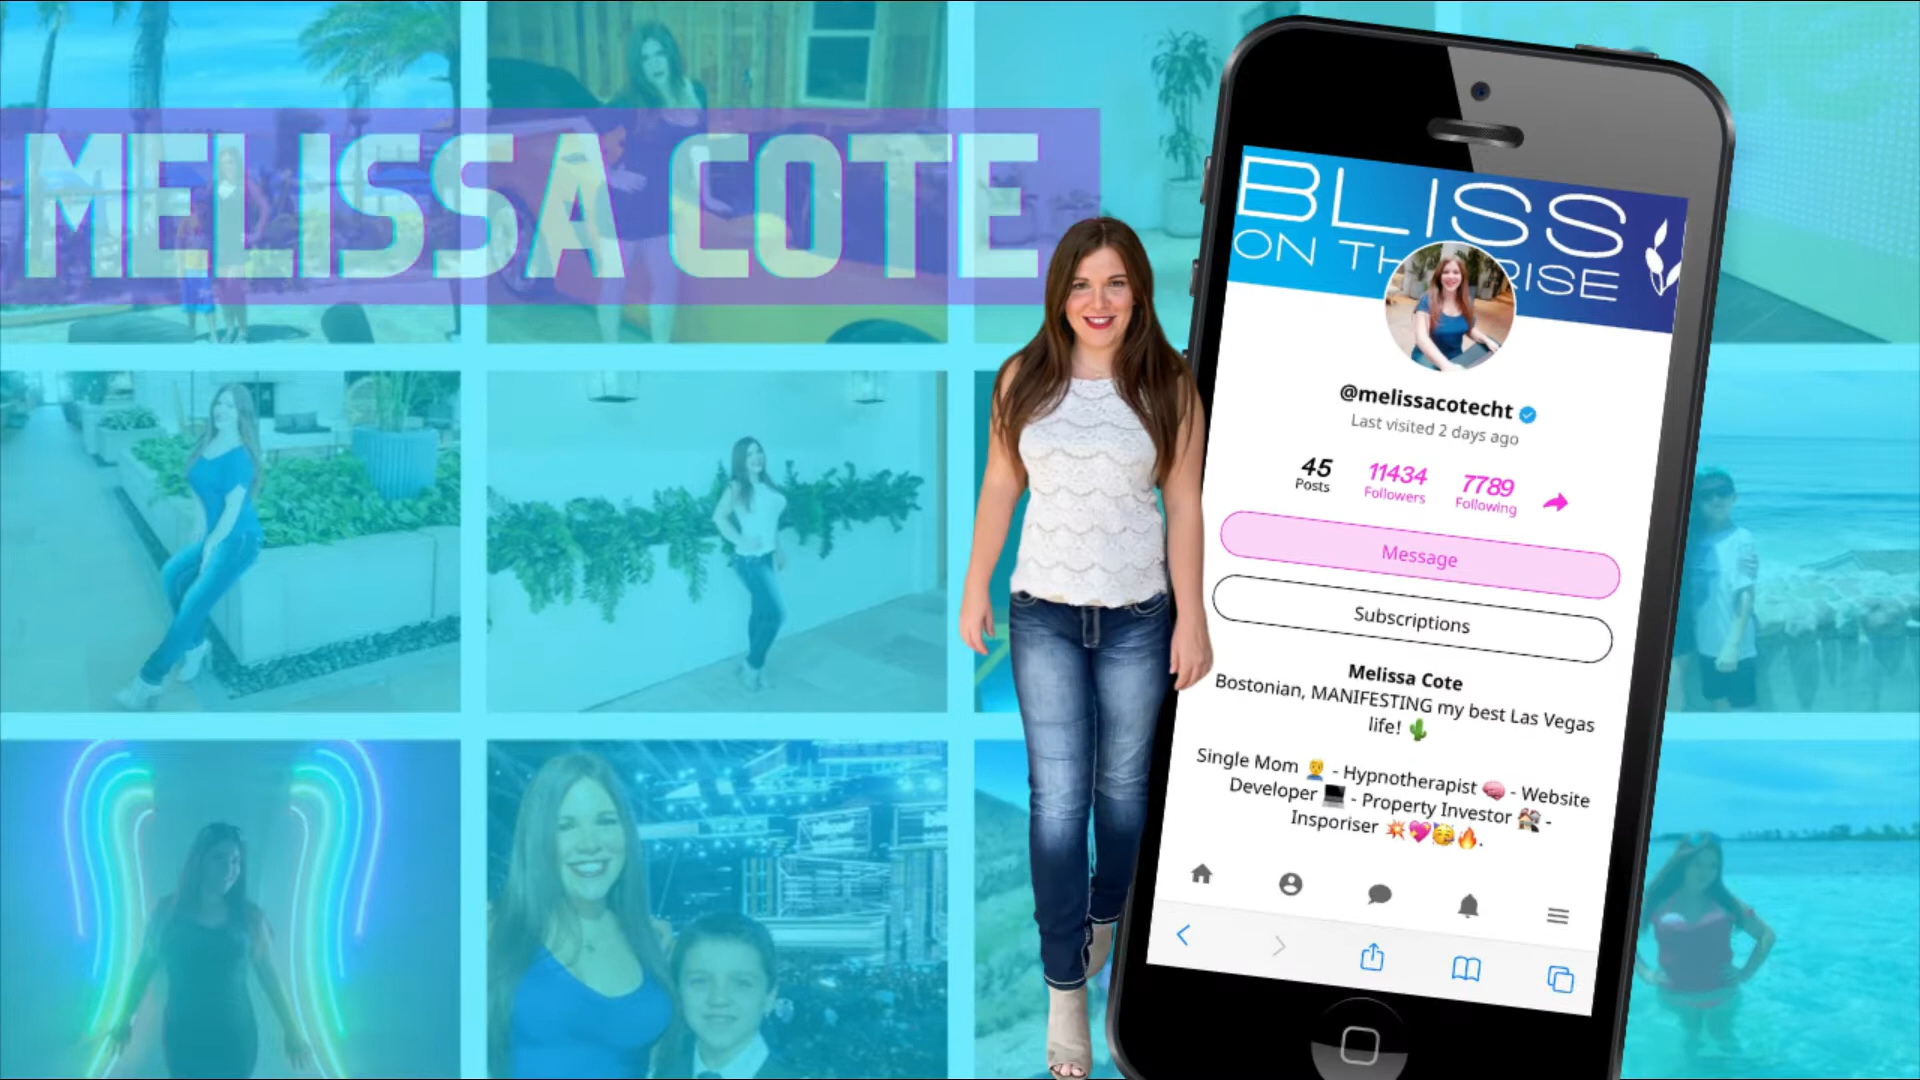 MELISSA COTE
BLISS
ON TH RISE
@melissacotecht
Last visited 2 days ago
45 11434 7789
Posts Followers Following
Message
Subscriptions
Melissa Cote
Bostonian, MANIFESTING my best Las Vegas
life! 🌵
Single Mom 🤦‍♂️ - Hypnotherapist 🧠 - Website
Developer 💻 - Property Investor 🏘️ -
Insporiser 💥💖🥳🔥.